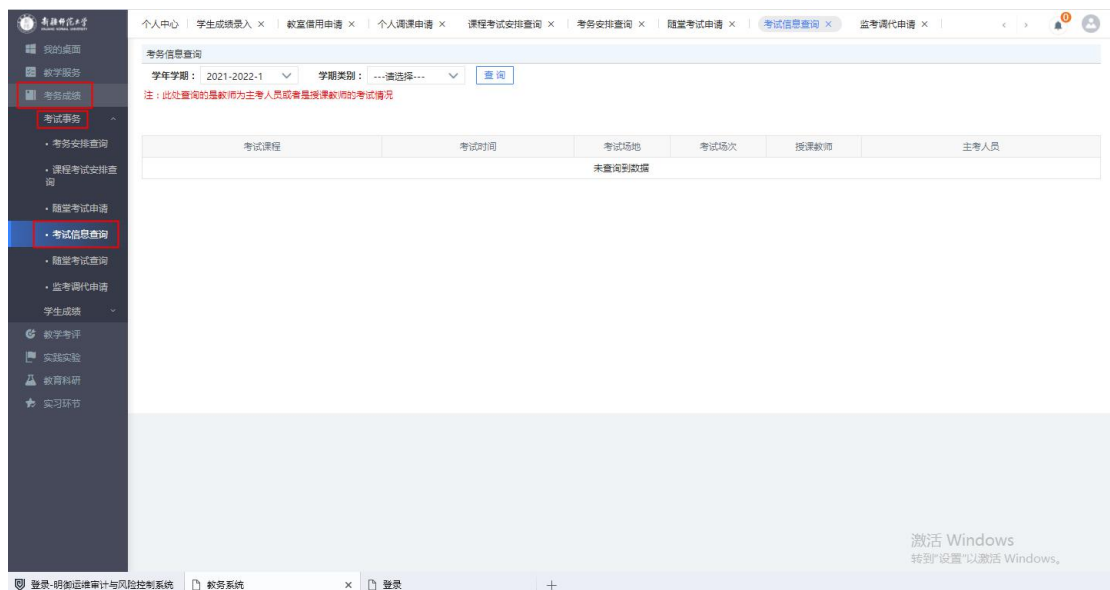 新疆师范大学
个人中心 学生成绩录入 × 教室借用申请 × 个人调课申请 × 课程考试安排查询 × 考务安排查询 × 随堂考试申请 × 考试信息查询 × 监考调代申请 × < > 0
我的桌面
教学服务
考务成绩
考试事务
• 考务安排查询
• 课程考试安排查
询
• 随堂考试申请
• 考试信息查询
• 随堂考试查询
• 监考调代申请
学生成绩
教学考评
实践实验
教育科研
实习环节
考务信息查询
学年学期： 2021-2022-1 学期类别： ---请选择--- 查 询
注：此处查询的是教师为主考人员或者是授课教师的考试情况
考试课程 考试时间 考试场地 考试场次 授课教师 主考人员
未查询到数据
激活 Windows
转到"设置"以激活 Windows。
登录-明御运维审计与风险控制系统 教务系统 × 登录 +